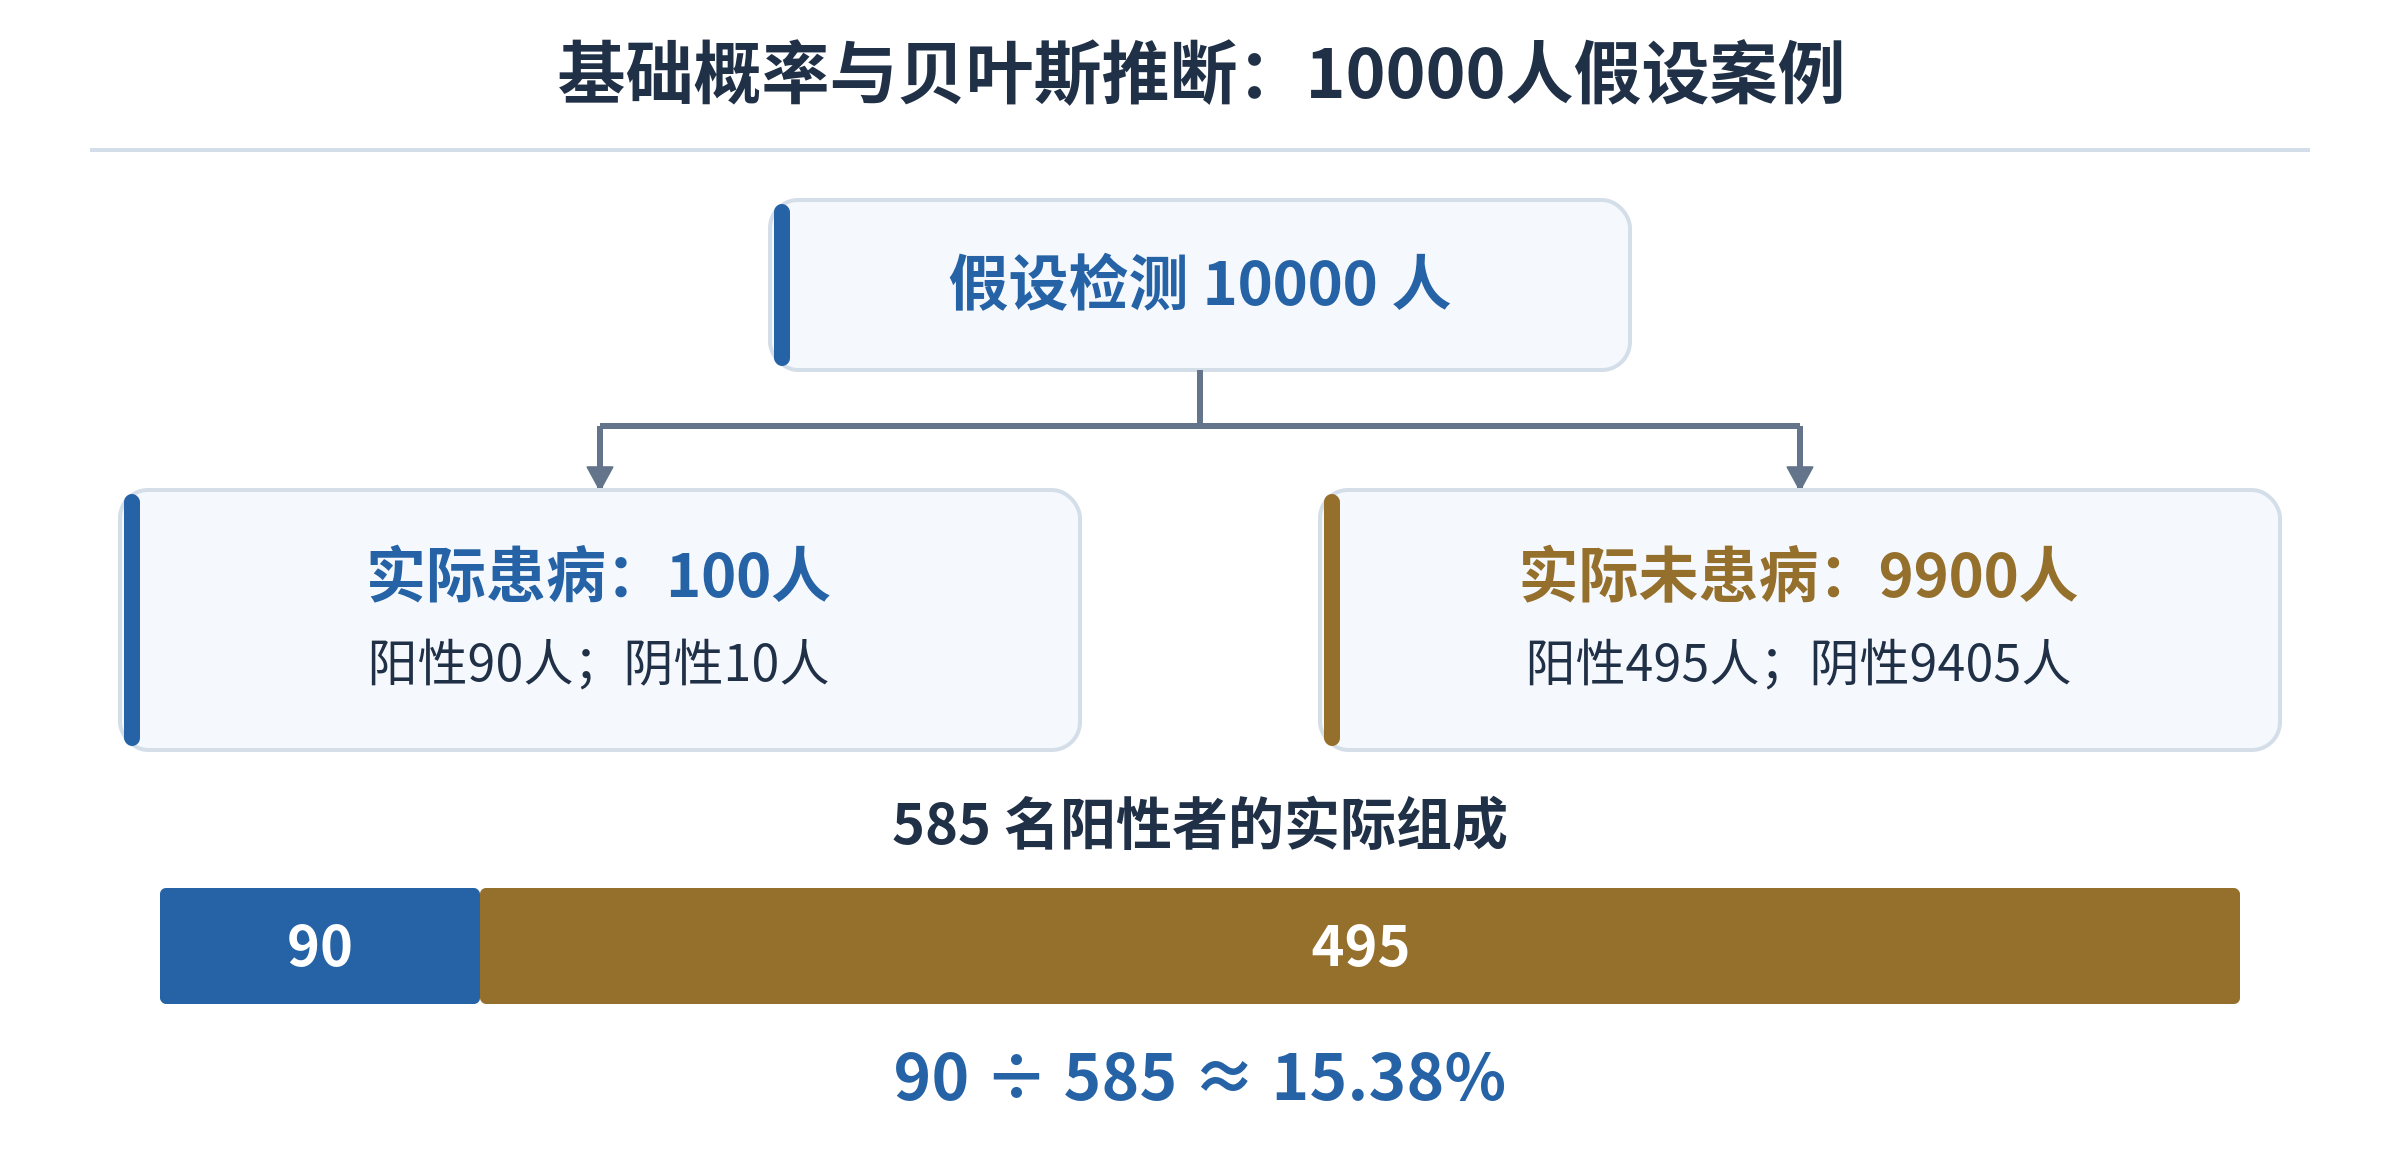 基础概率与贝叶斯推断：10000人假设案例
假设检测 10000 人
实际患病：100人
阳性90人；阴性10人
实际未患病：9900人
阳性495人；阴性9405人
585 名阳性者的实际组成
90
495
90 ÷ 585 ≈ 15.38%